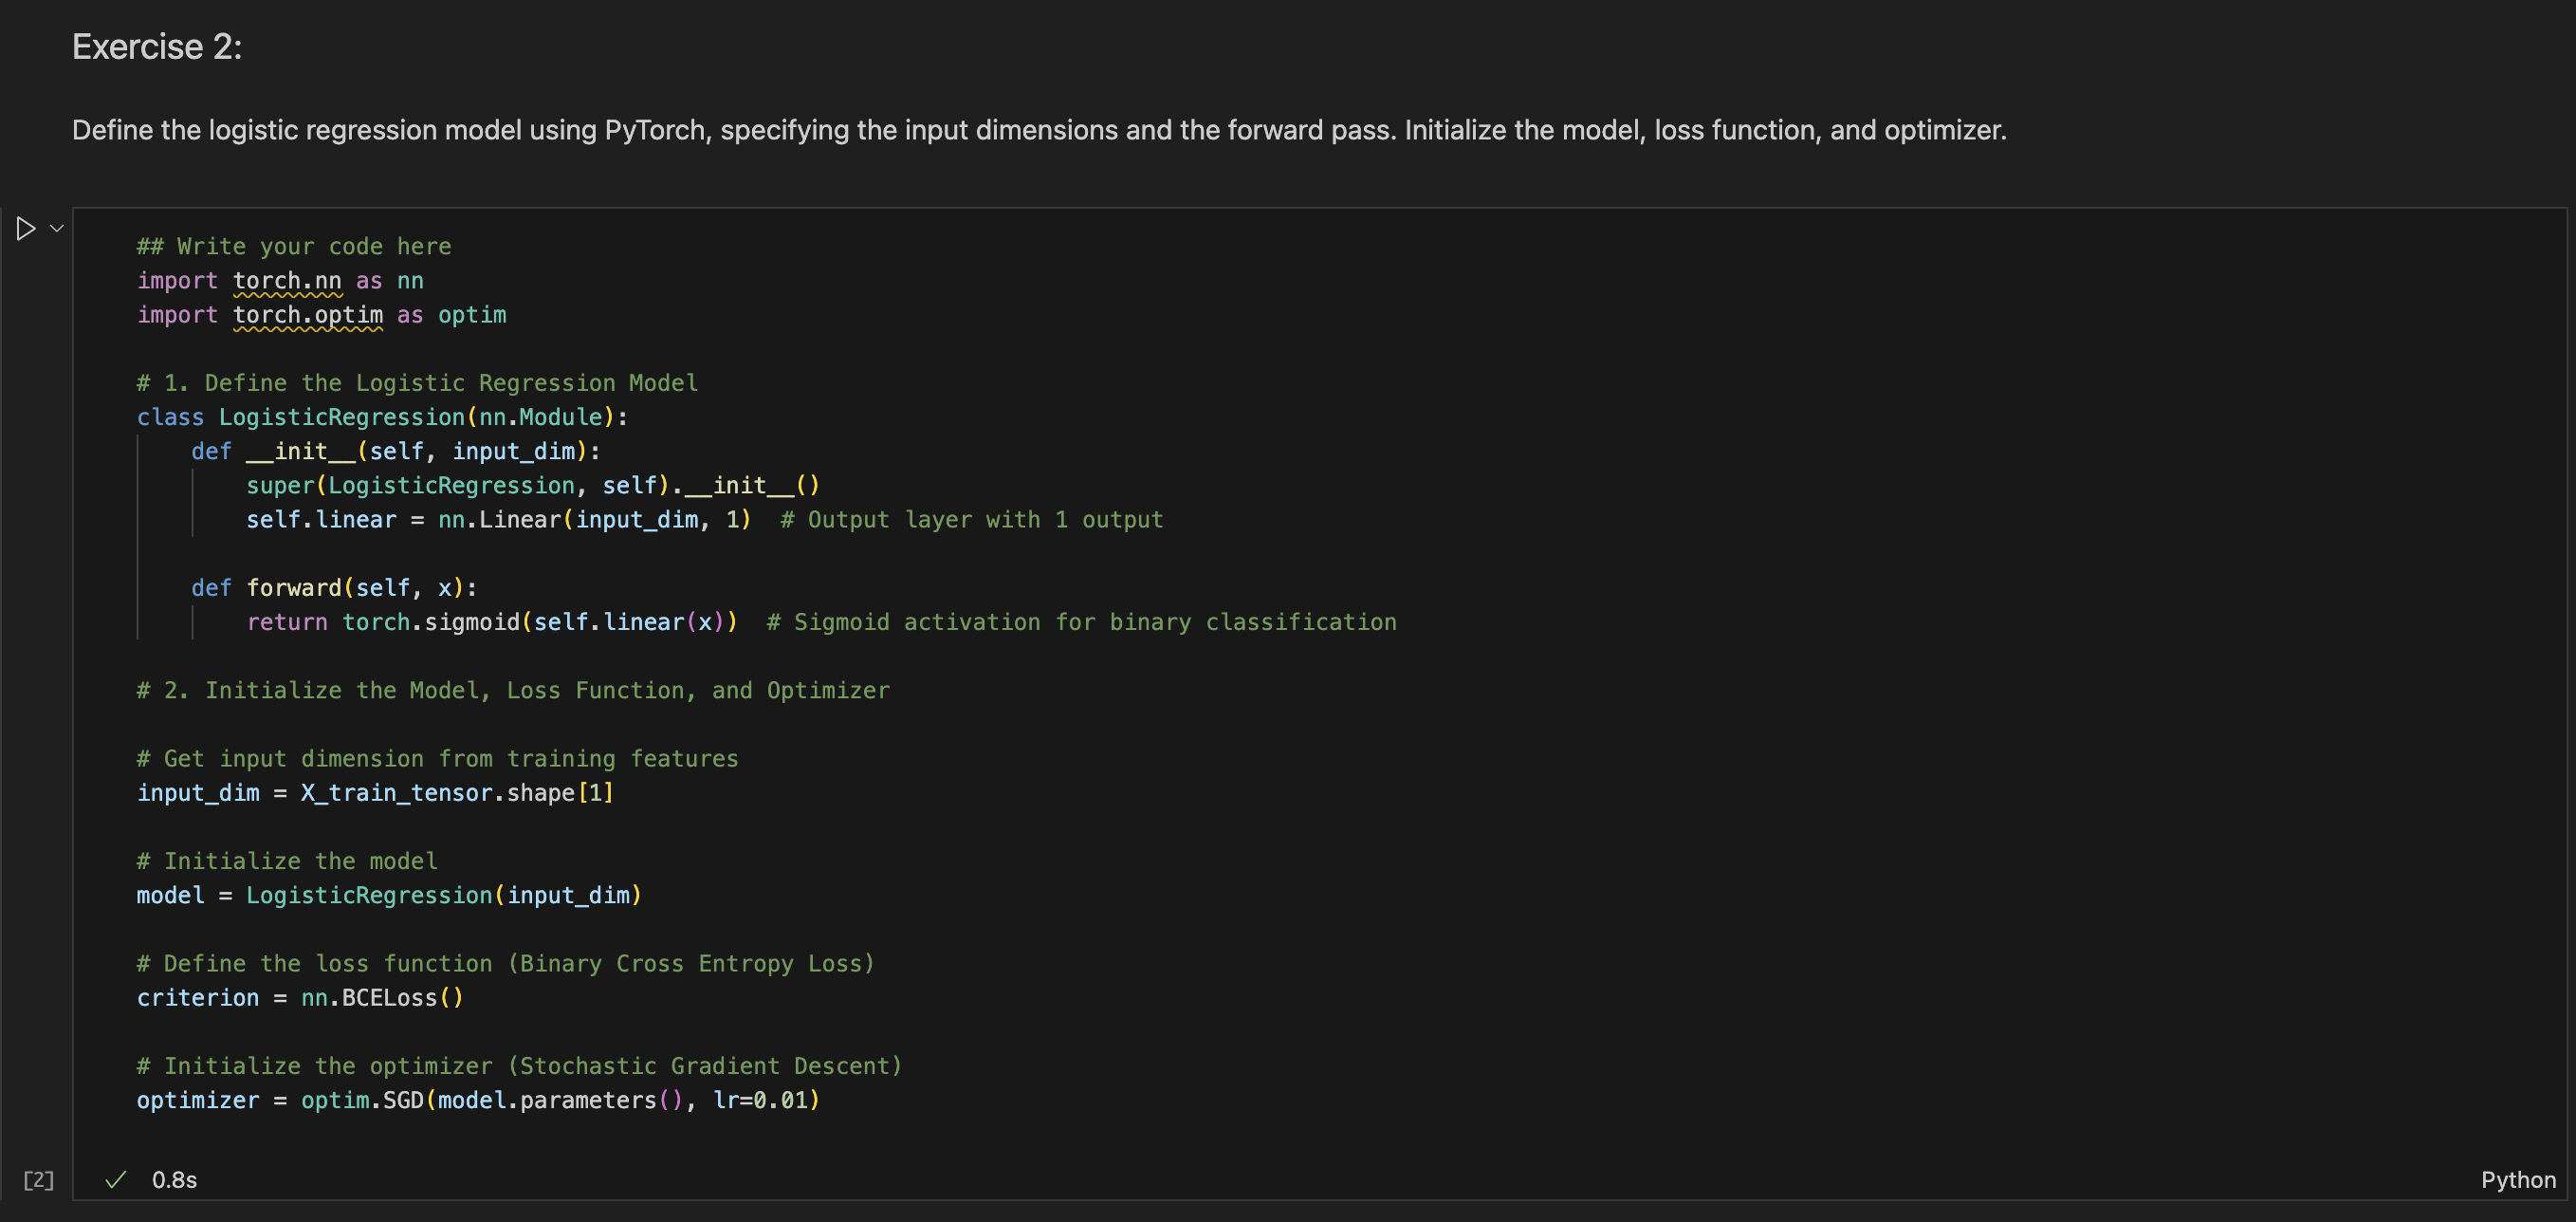 Exercise 2:
Define the logistic regression model using PyTorch, specifying the input dimensions and the forward pass. Initialize the model, loss function, and optimizer.
## Write your code here
import torch.nn as nn
import torch.optim as optim
# 1. Define the Logistic Regression Model
class LogisticRegression(nn.Module):
    def __init__(self, input_dim):
        super(LogisticRegression, self).__init__()
        self.linear = nn.Linear(input_dim, 1)  # Output layer with 1 output
    def forward(self, x):
        return torch.sigmoid(self.linear(x))  # Sigmoid activation for binary classification
# 2. Initialize the Model, Loss Function, and Optimizer
# Get input dimension from training features
input_dim = X_train_tensor.shape[1]
# Initialize the model
model = LogisticRegression(input_dim)
# Define the loss function (Binary Cross Entropy Loss)
criterion = nn.BCELoss()
# Initialize the optimizer (Stochastic Gradient Descent)
optimizer = optim.SGD(model.parameters(), lr=0.01)
[2] 0.8s Python